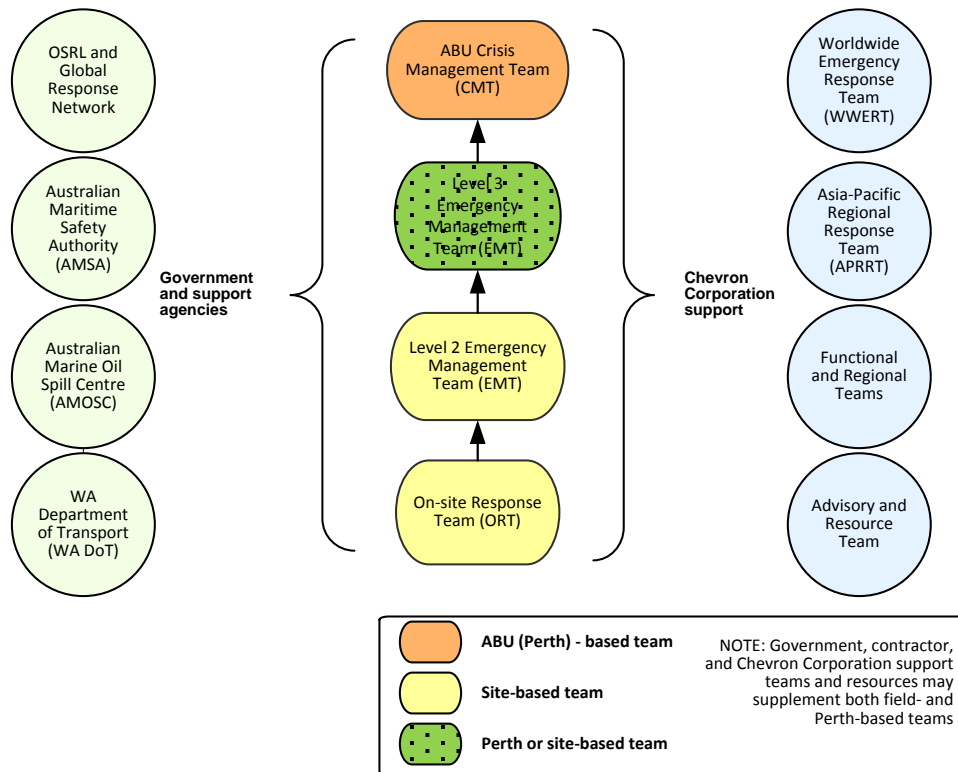 OSRL and
Global
Response
Network
Australian
Maritime
Safety
Authority
(AMSA)
Australian
Marine Oil
Spill Centre
(AMOSC)
WA
Department
of Transport
(WA DoT)
Government
and support
agencies
ABU Crisis
Management Team
(CMT)
Level 3
Emergency
Management
Team (EMT)
Level 2 Emergency
Management
Team (EMT)
On-site Response
Team (ORT)
Chevron
Corporation
support
Worldwide
Emergency
Response
Team
(WWERT)
Asia-Pacific
Regional
Response
Team
(APRRT)
Functional
and Regional
Teams
Advisory and
Resource
Team
ABU (Perth) - based team
Site-based team
Perth or site-based team
NOTE: Government, contractor,
and Chevron Corporation support
teams and resources may
supplement both field- and
Perth-based teams